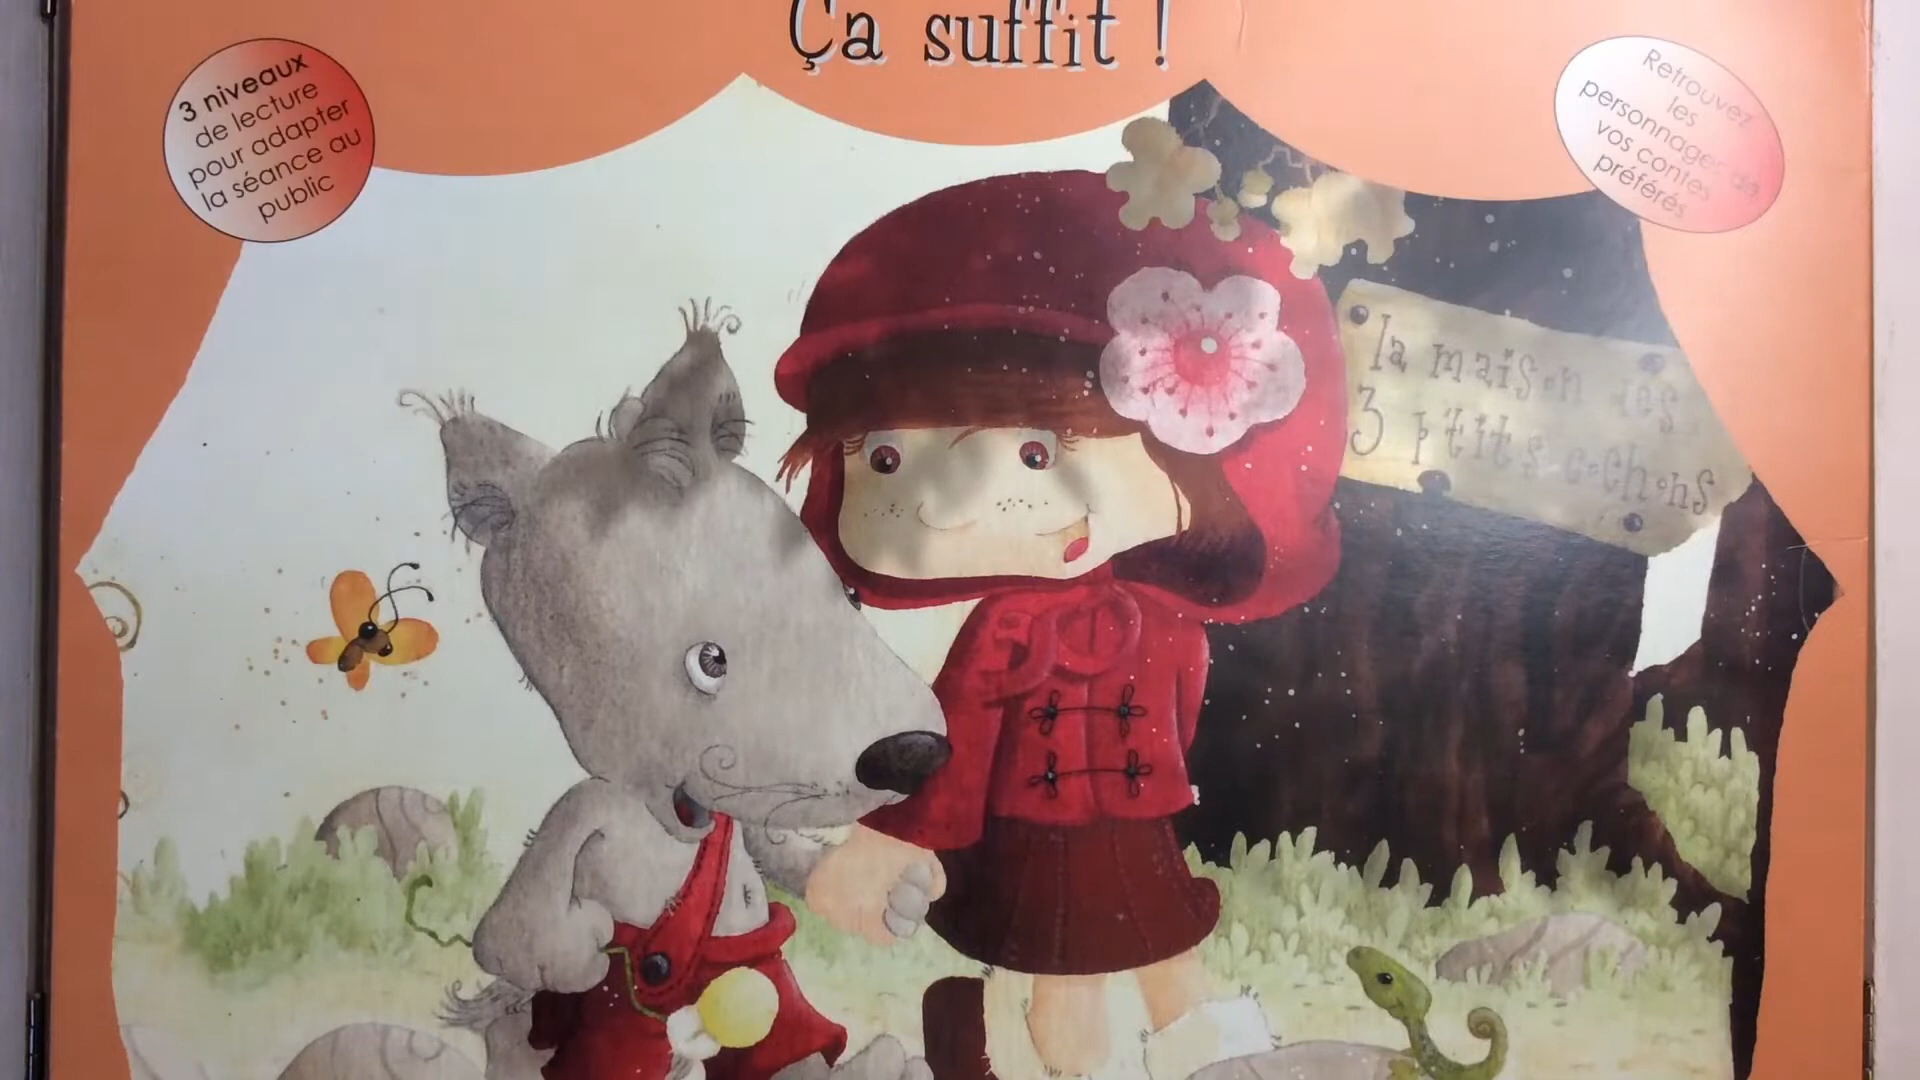 Ça suffit !
3 niveaux
de lecture
pour adapter
la séance au
public
Retrouvez
les
personnages de
vos contes
préférés
la maison des
3 ptits cochons